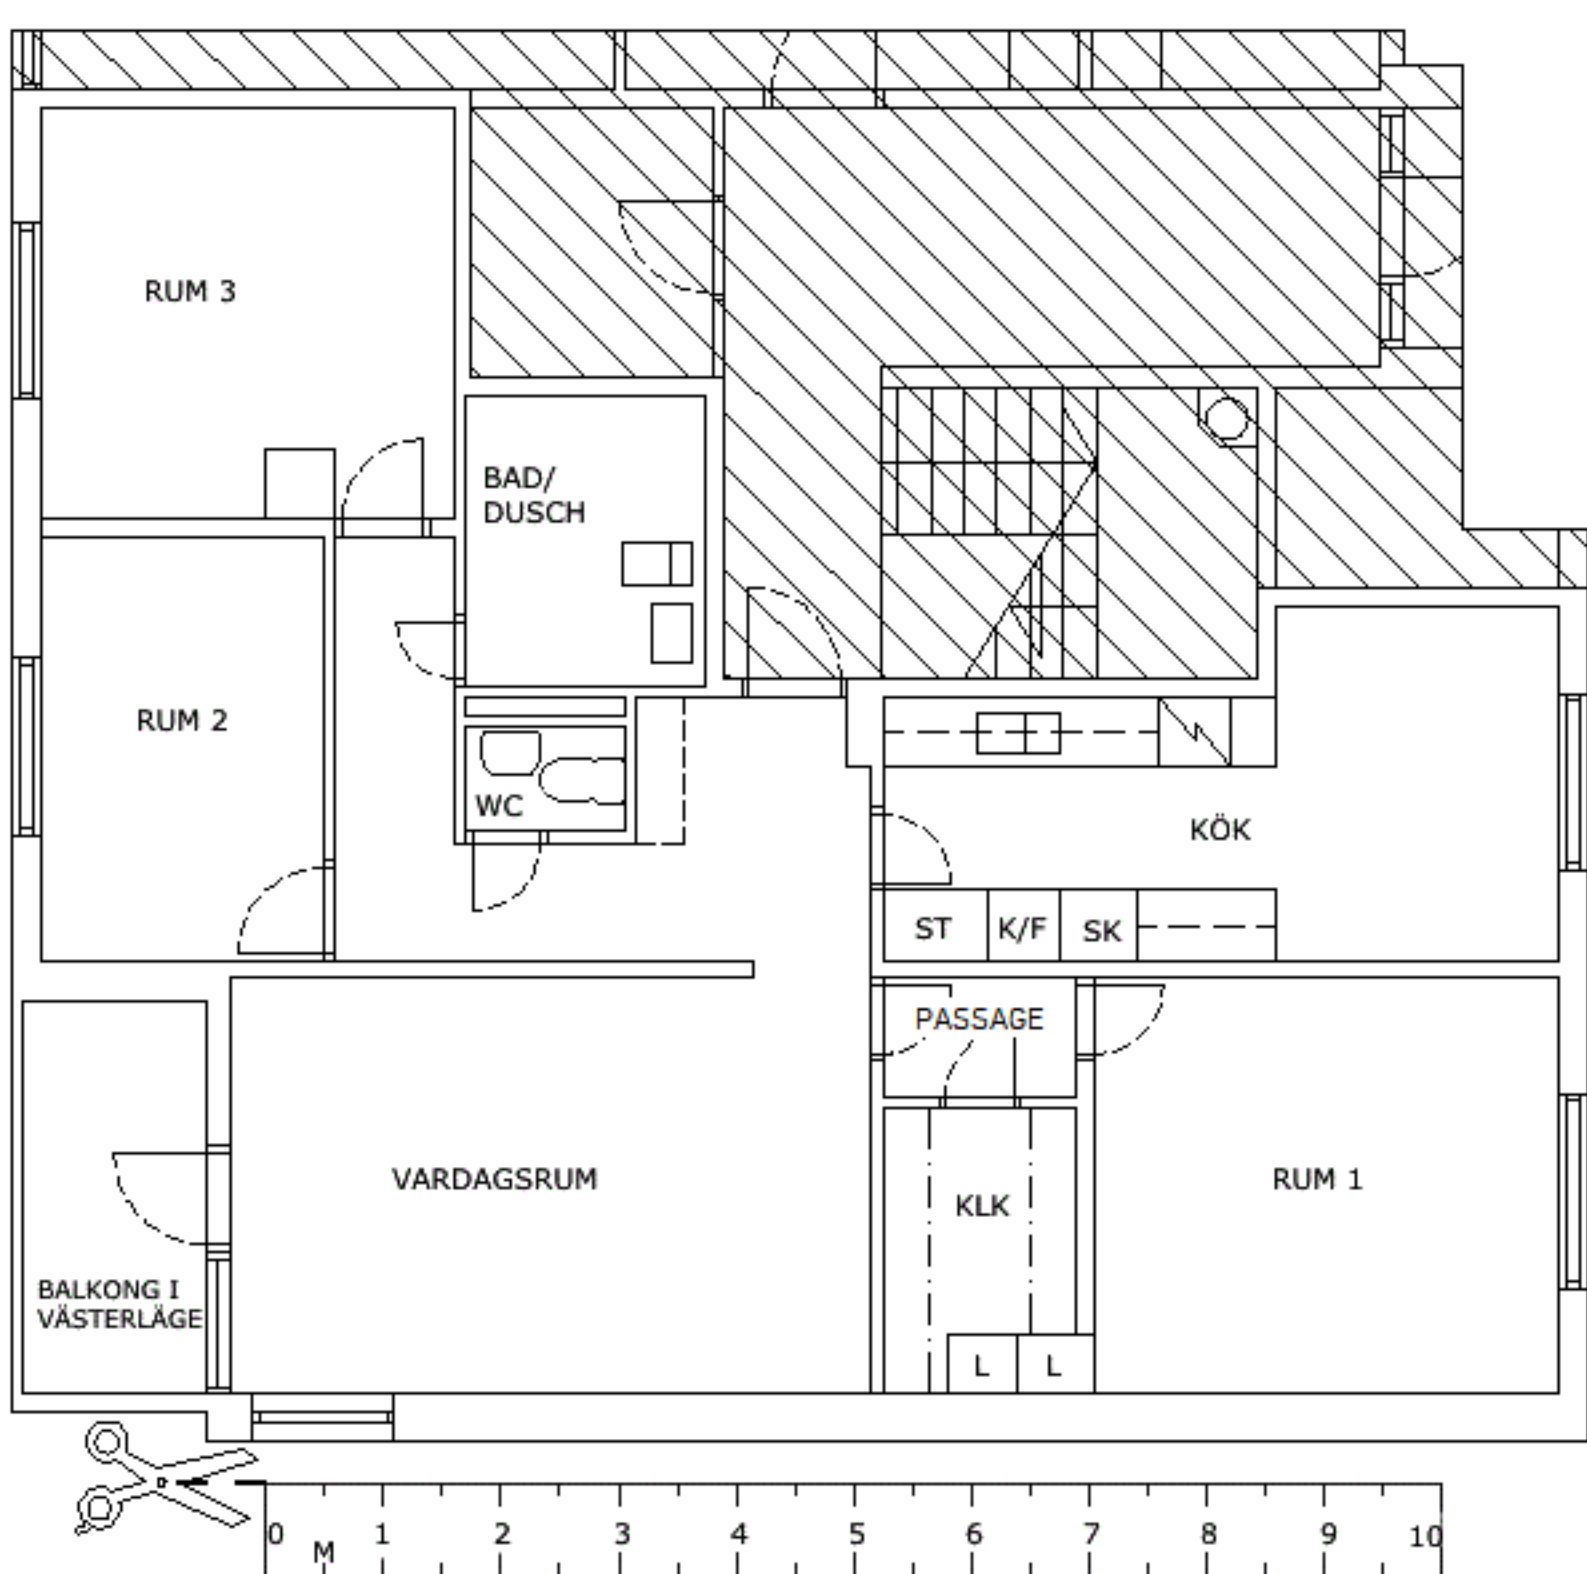 RUM 3
BAD/
DUSCH
RUM 2
WC
KÖK
ST K/F SK
PASSAGE
VARDAGSRUM
KLK
RUM 1
BALKONG I
VÄSTERLÄGE
L L
0 1 2 3 4 5 6 7 8 9 10
M